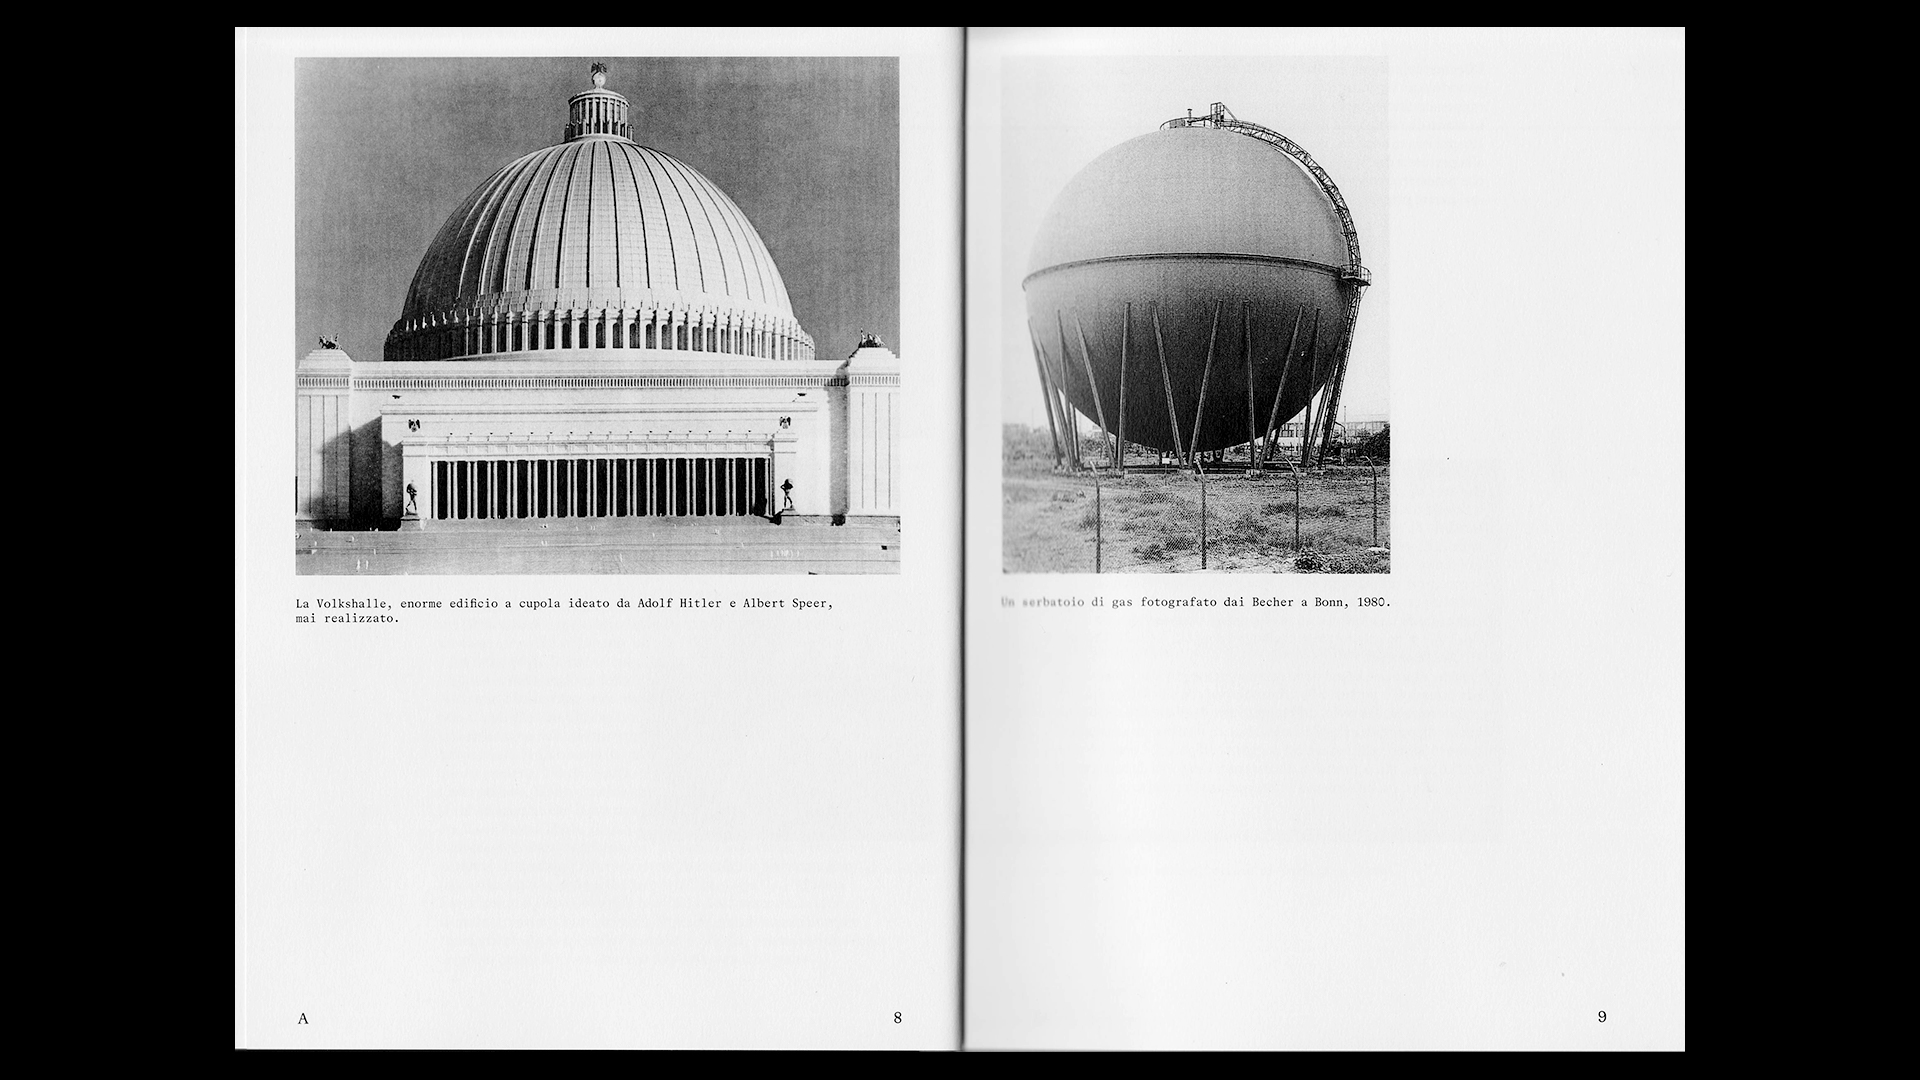 La Volkshalle, enorme edificio a cupola ideato da Adolf Hitler e Albert Speer,
mai realizzato.
A
8
Un serbatoio di gas fotografato dai Becher a Bonn, 1980.
9